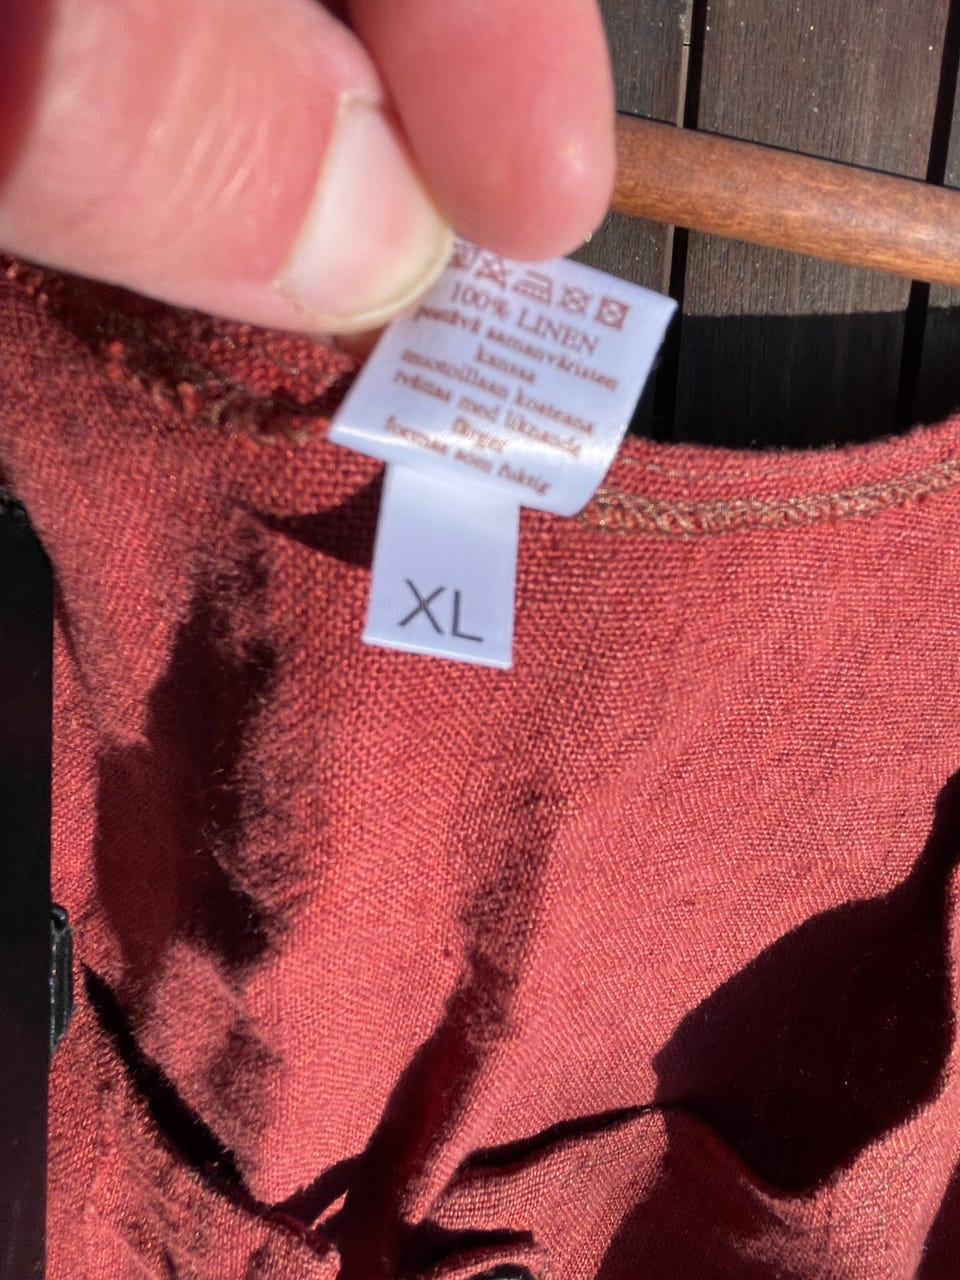 100% LINEN
pestävä samanväristen
kanssa
muotoillaan kosteana
tvättas med liknande
färger
formas som fuktig
XL